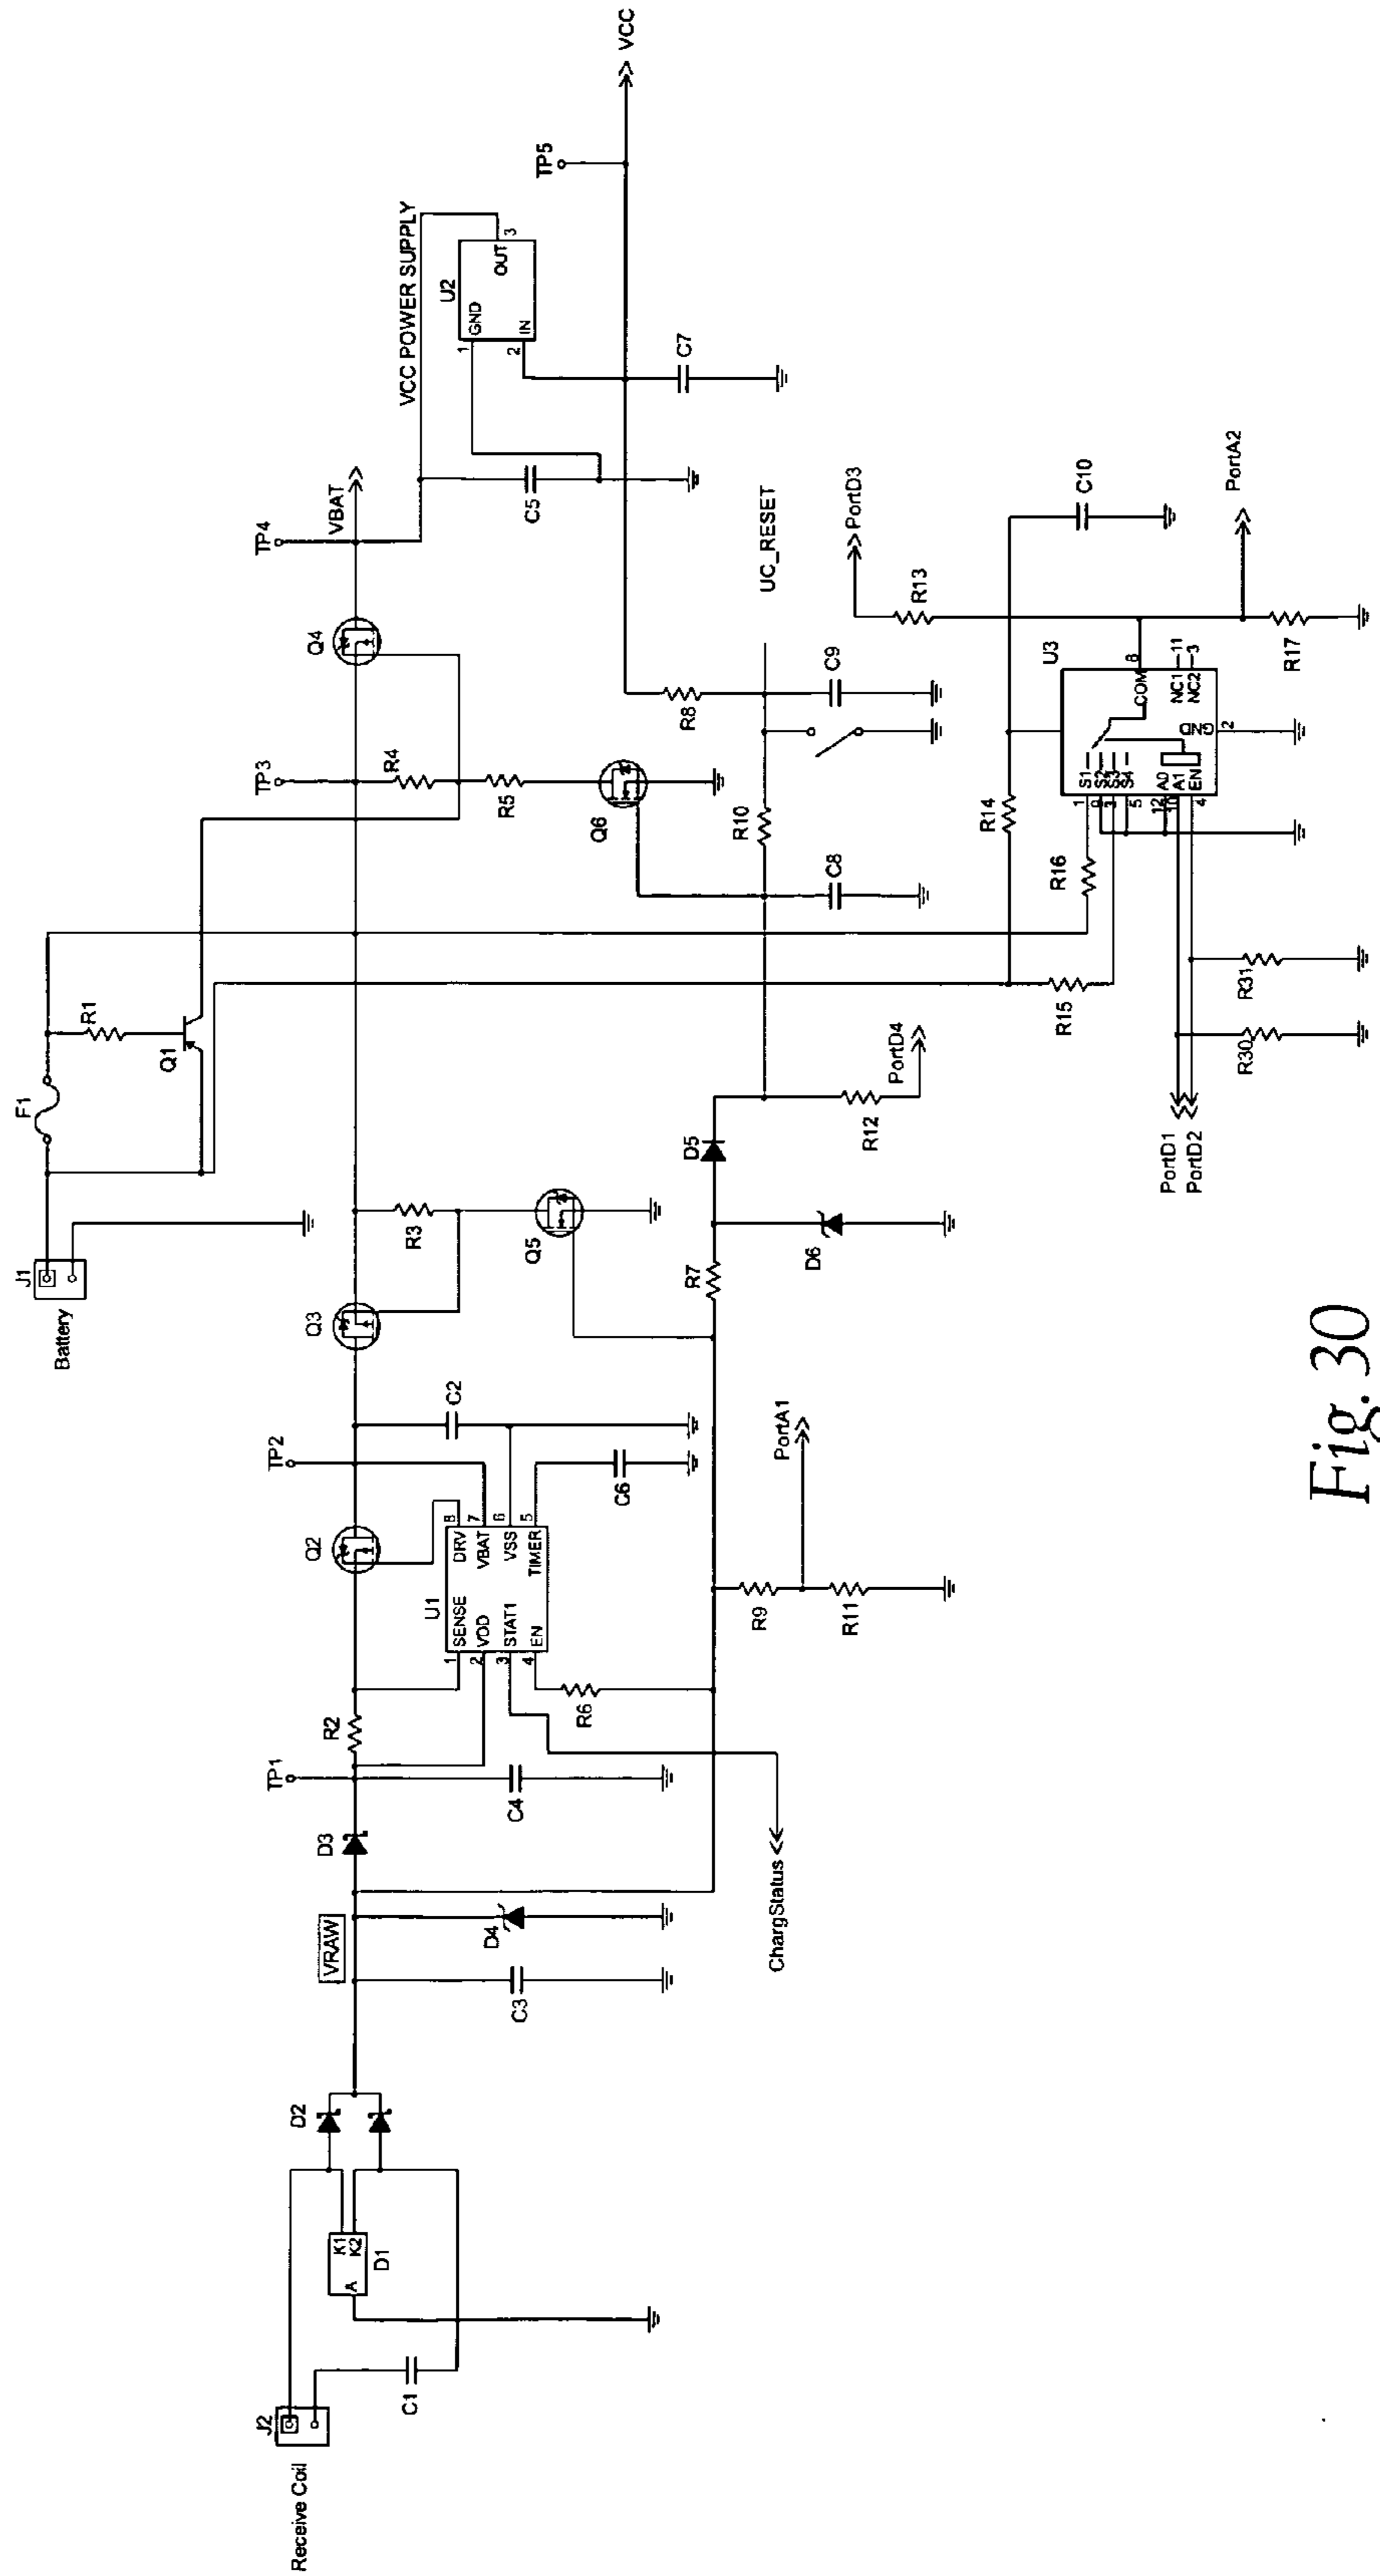 J1
Battery
F1
R1
Q1
J2
Receive Coil
C1
A
K1
K2
D1
D2
VRAW
C3
D4
D3
TP1
R2
C4
ChargStatus
U1
SENSE
VDD
STAT1
EN
DRV
VBAT
VSS
TIMER
1
2
3
4
8
7
6
5
R6
Q2
TP2
C2
C6
R9
R11
PortA1
Q3
R3
Q5
R7
D6
D5
R12
PortD4
TP3
R4
R5
Q6
C8
R10
Q4
TP4
VBAT
VCC POWER SUPPLY
U2
GND
IN
OUT
1
2
3
C5
C7
TP5
VCC
R8
C9
UC_RESET
PortD3
R13
R14
C10
R15
R16
U3
S1
S2
S3
S4
A0
A1
EN
COM
NC1
NC2
GND
1
9
5
12
10
4
8
11
3
2
R17
PortA2
R30
R31
PortD1
PortD2
Fig. 30